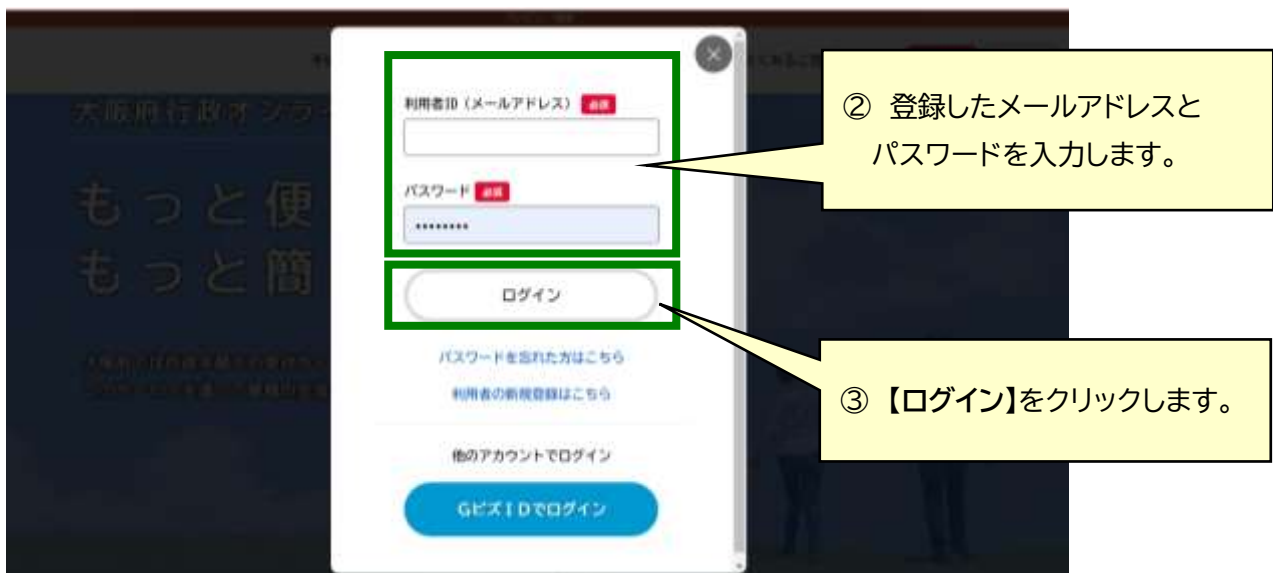 大阪府行政オンライ
もっと便
もっと簡
利用者ID（メールアドレス） 必須
パスワード 必須
••••••••
ログイン
パスワードを忘れた方はこちら
利用者の新規登録はこちら
他のアカウントでログイン
GビズIDでログイン
② 登録したメールアドレスと
パスワードを入力します。
③ 【ログイン】をクリックします。